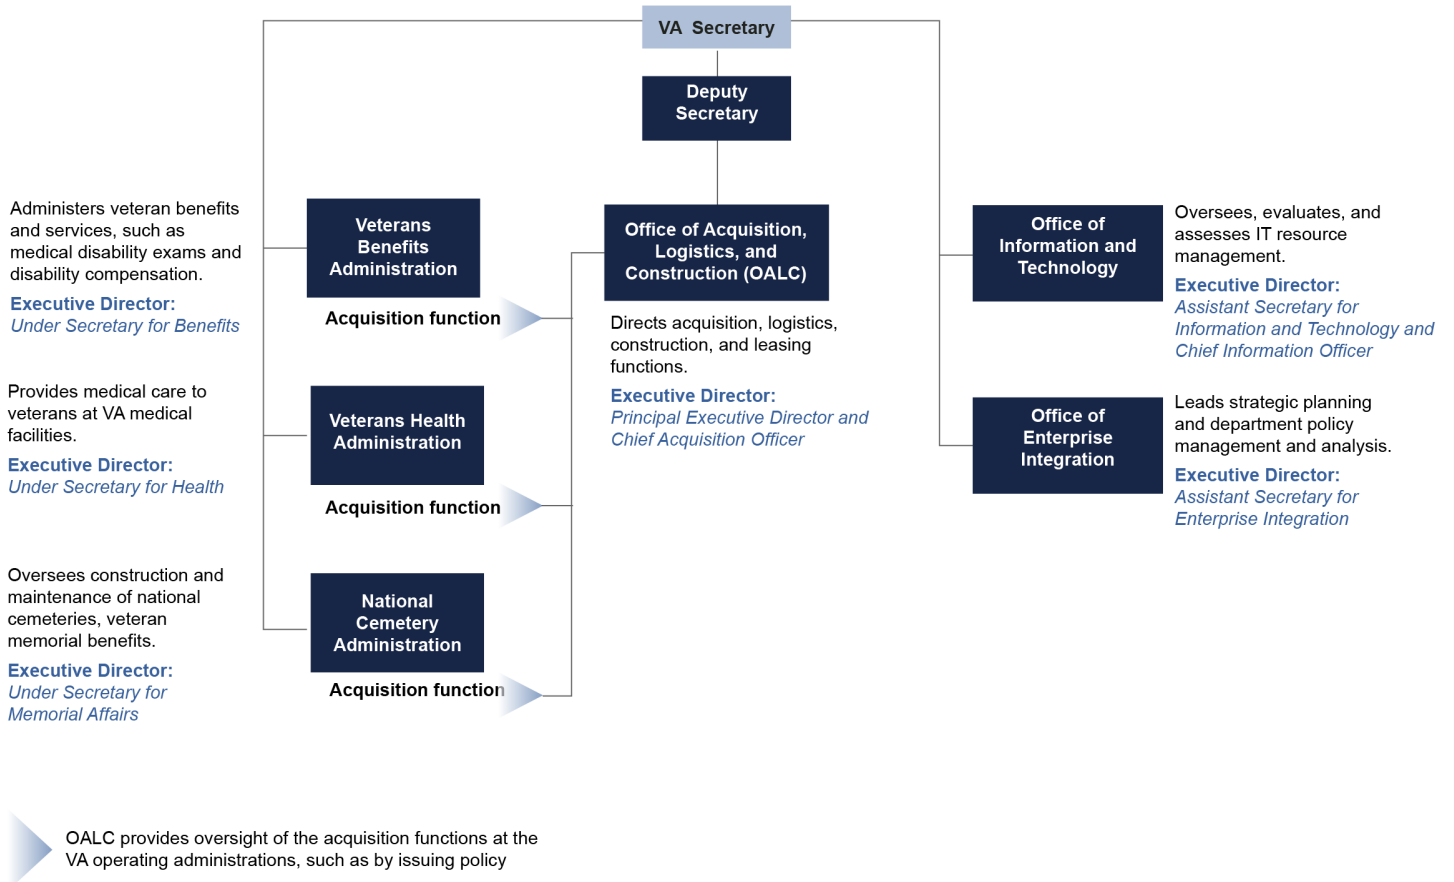 VA Secretary
Deputy
Secretary
Administers veteran benefits
and services, such as
medical disability exams and
disability compensation.
Executive Director:
Under Secretary for Benefits
Veterans
Benefits
Administration
Acquisition function
Provides medical care to
veterans at VA medical
facilities.
Executive Director:
Under Secretary for Health
Veterans Health
Administration
Acquisition function
Oversees construction and
maintenance of national
cemeteries, veteran
memorial benefits.
Executive Director:
Under Secretary for
Memorial Affairs
National
Cemetery
Administration
Acquisition function
Office of Acquisition,
Logistics, and
Construction (OALC)
Directs acquisition, logistics,
construction, and leasing
functions.
Executive Director:
Principal Executive Director and
Chief Acquisition Officer
Office of
Information and
Technology
Oversees, evaluates, and
assesses IT resource
management.
Executive Director:
Assistant Secretary for
Information and Technology and
Chief Information Officer
Office of
Enterprise
Integration
Leads strategic planning
and department policy
management and analysis.
Executive Director:
Assistant Secretary for
Enterprise Integration
OALC provides oversight of the acquisition functions at the
VA operating administrations, such as by issuing policy